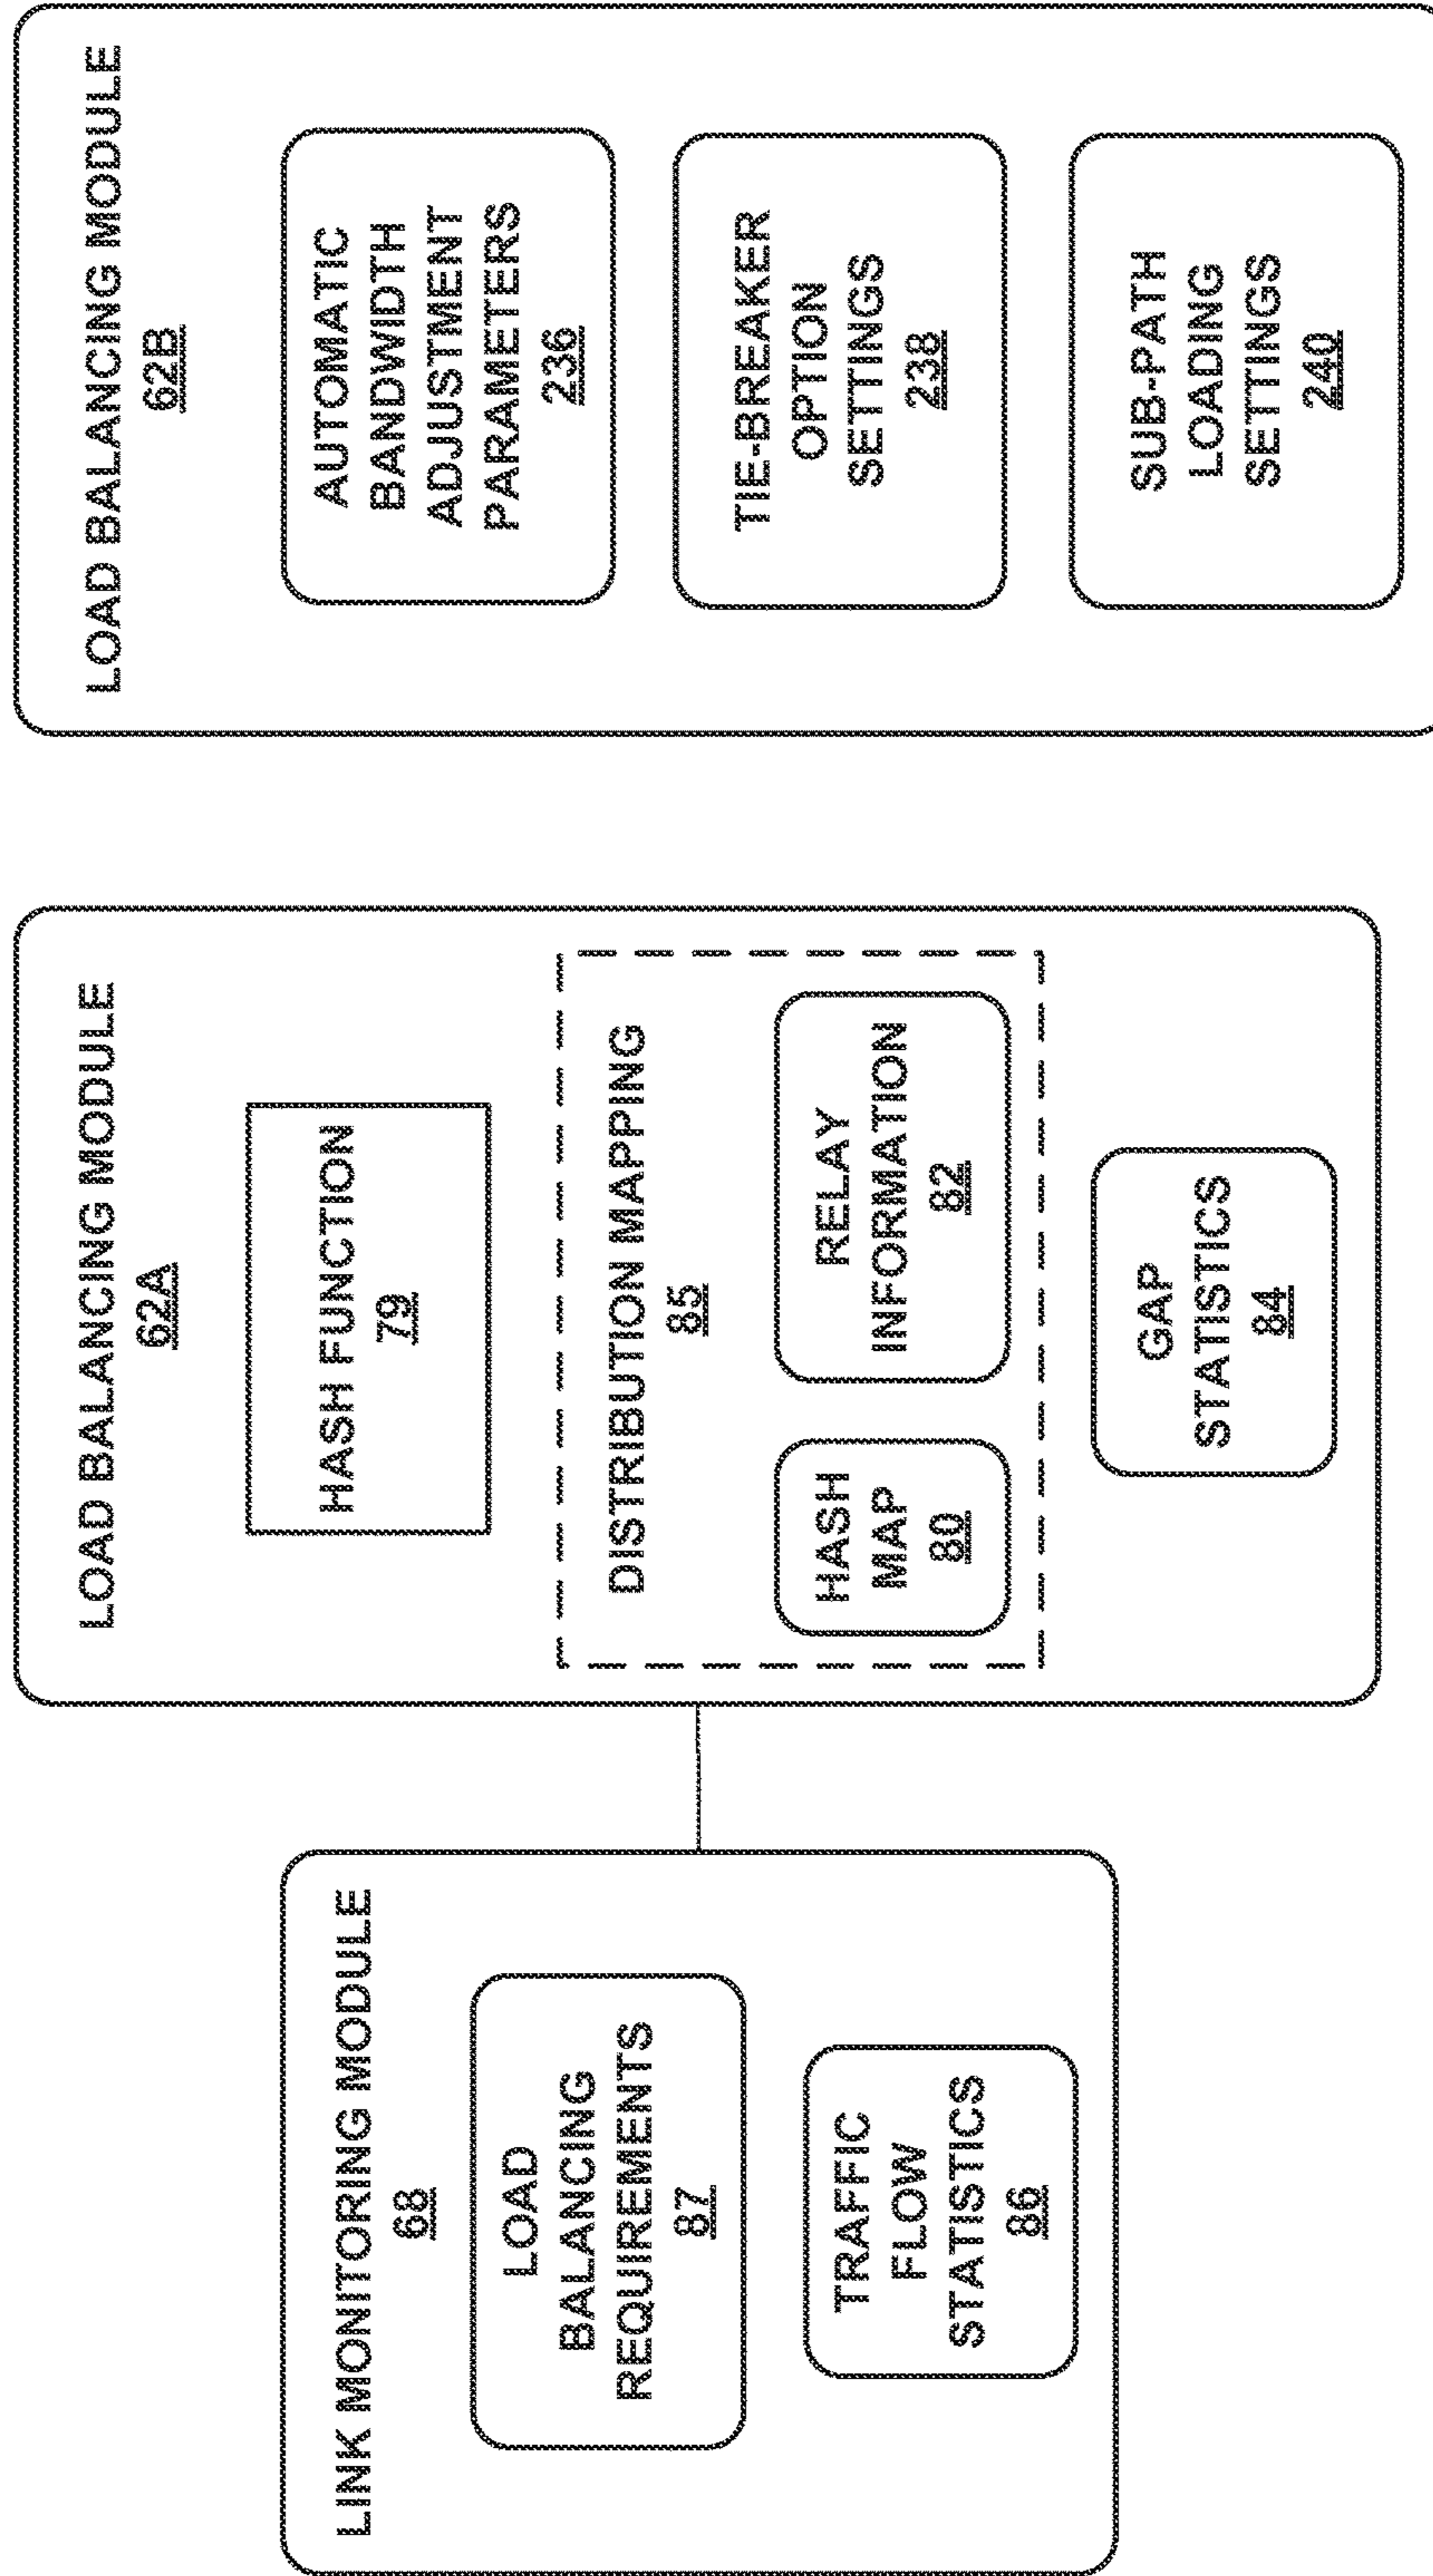 LINK MONITORING MODULE
68
LOAD
BALANCING
REQUIREMENTS
87
TRAFFIC
FLOW
STATISTICS
86
LOAD BALANCING MODULE
62A
HASH FUNCTION
79
DISTRIBUTION MAPPING
85
HASH
MAP
80
RELAY
INFORMATION
82
GAP
STATISTICS
84
LOAD BALANCING MODULE
62B
AUTOMATIC
BANDWIDTH
ADJUSTMENT
PARAMETERS
236
TIE-BREAKER
OPTION
SETTINGS
238
SUB-PATH
LOADING
SETTINGS
240